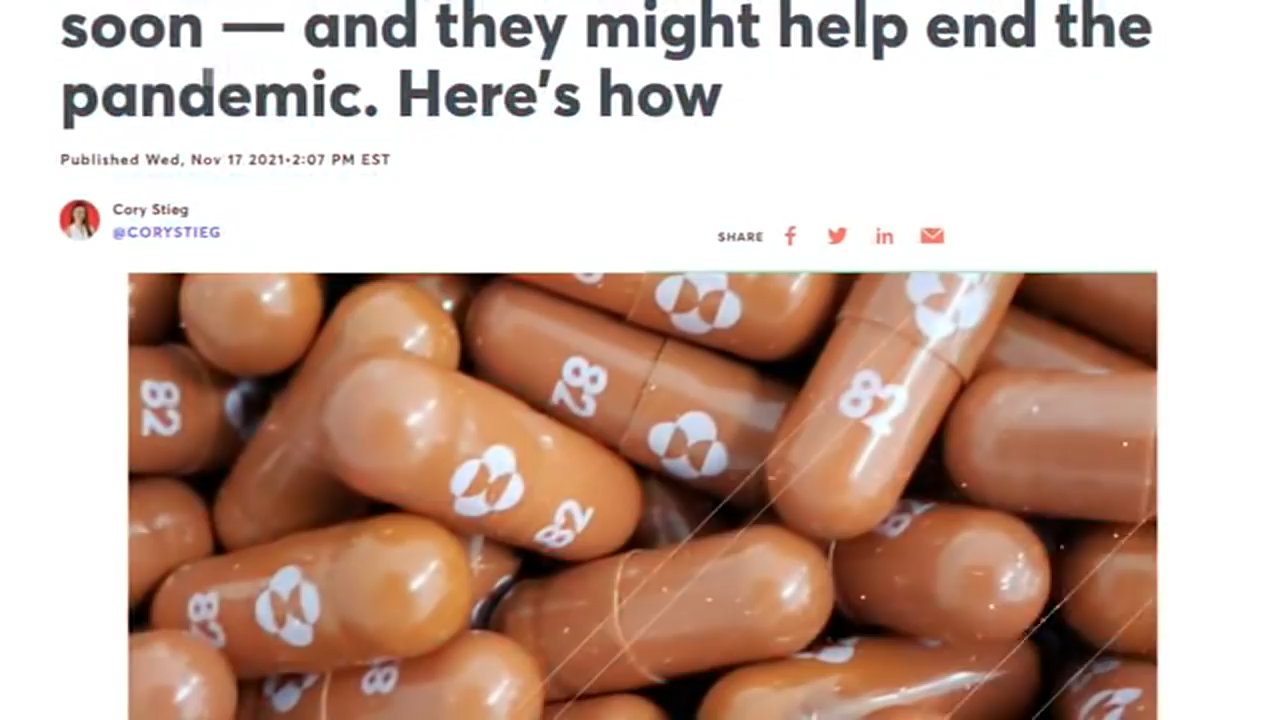 soon — and they might help end the
pandemic. Here's how
Published Wed, Nov 17 2021•2:07 PM EST
Cory Stieg
@CORYSTIEG
SHARE
82
82
82
82
82
82
82